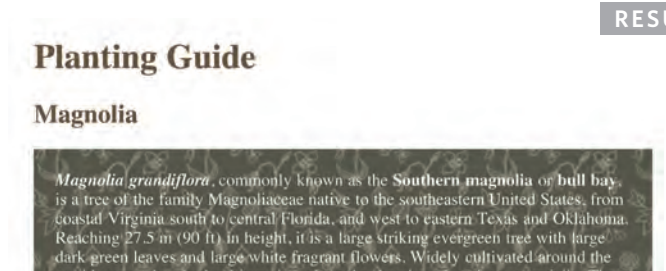 RESU
Planting Guide
Magnolia
Magnolia grandiflora, commonly known as the Southern magnolia or bull bay,
is a tree of the family Magnoliaceae native to the southeastern United States, from
coastal Virginia south to central Florida, and west to eastern Texas and Oklahoma.
Reaching 27.5 m (90 ft) in height, it is a large striking evergreen tree with large
dark green leaves and large white fragrant flowers. Widely cultivated around the